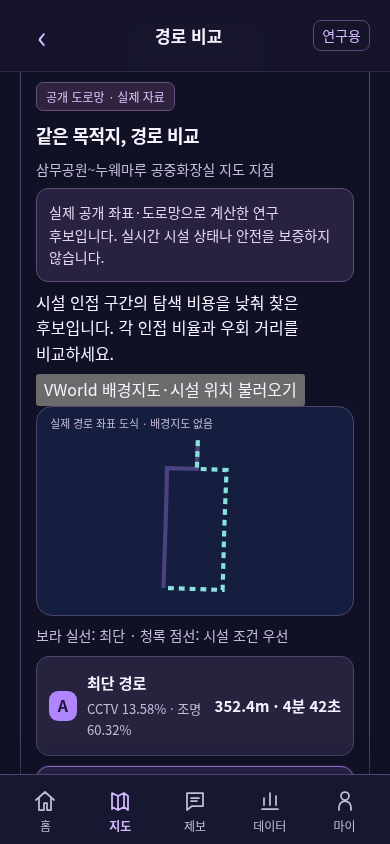 경로 비교
연구용
공개 도로망 · 실제 자료
같은 목적지, 경로 비교
삼무공원~누웨마루 공중화장실 지도 지점
실제 공개 좌표·도로망으로 계산한 연구
후보입니다. 실시간 시설 상태나 안전을 보증하지
않습니다.
시설 인접 구간의 탐색 비용을 낮춰 찾은
후보입니다. 각 인접 비율과 우회 거리를
비교하세요.
VWorld 배경지도·시설 위치 불러오기
실제 경로 좌표 도식 · 배경지도 없음
보라 실선: 최단 · 청록 점선: 시설 조건 우선
A
최단 경로
CCTV 13.58% · 조명
60.32%
352.4m · 4분 42초
홈
지도
제보
데이터
마이